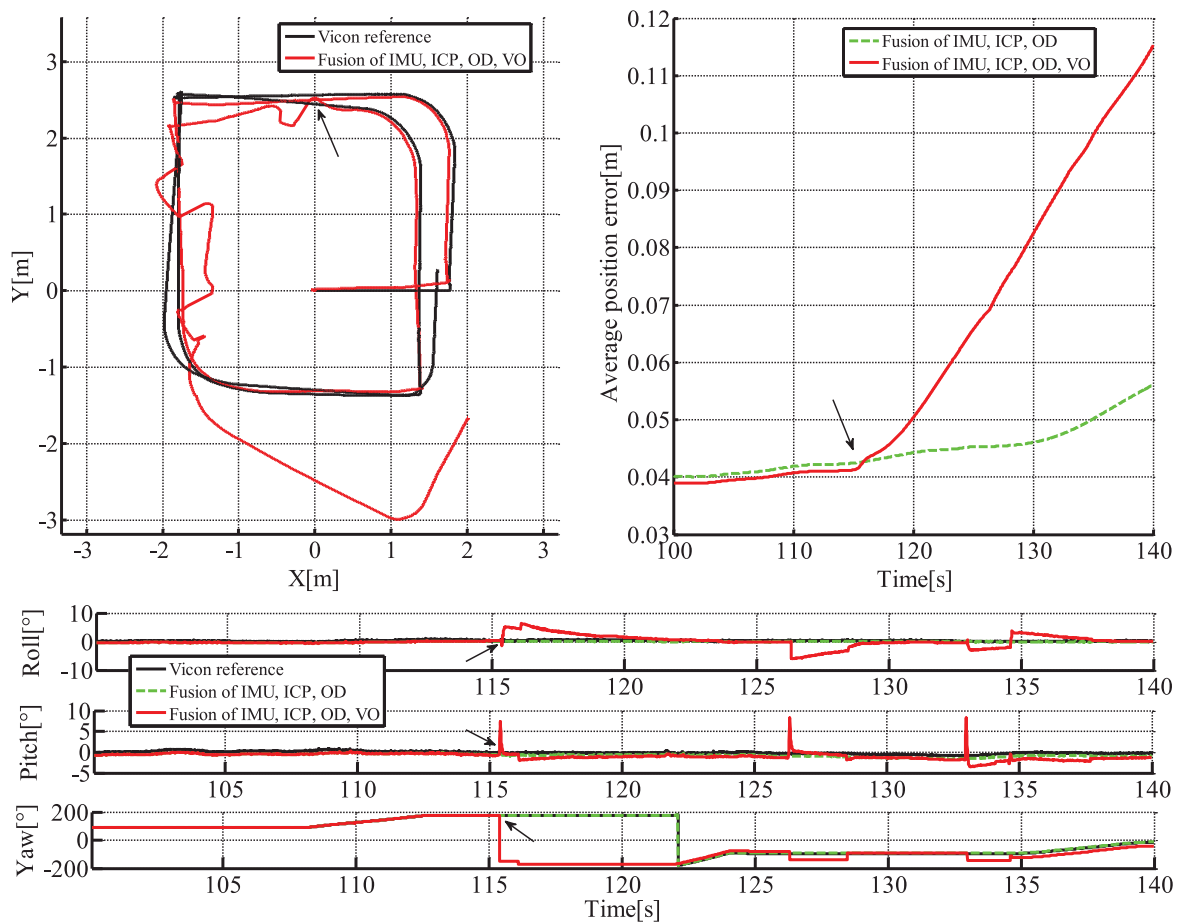 Vicon reference
Fusion of IMU, ICP, OD, VO
3
2
1
0
-1
-2
-3
Y[m]
-3 -2 -1 0 1 2 3
X[m]
Fusion of IMU, ICP, OD
Fusion of IMU, ICP, OD, VO
0.12
0.11
0.1
0.09
0.08
0.07
0.06
0.05
0.04
0.03
Average position error[m]
100 110 120 130 140
Time[s]
Roll[°]
10
0
-10
115 120 125 130 135 140
Vicon reference
Fusion of IMU, ICP, OD
Fusion of IMU, ICP, OD, VO
Pitch[°]
10
5
0
-5
105 110 115 120 125 130 135 140
Yaw[°]
200
0
-200
105 110 115 120 125 130 135 140
Time[s]